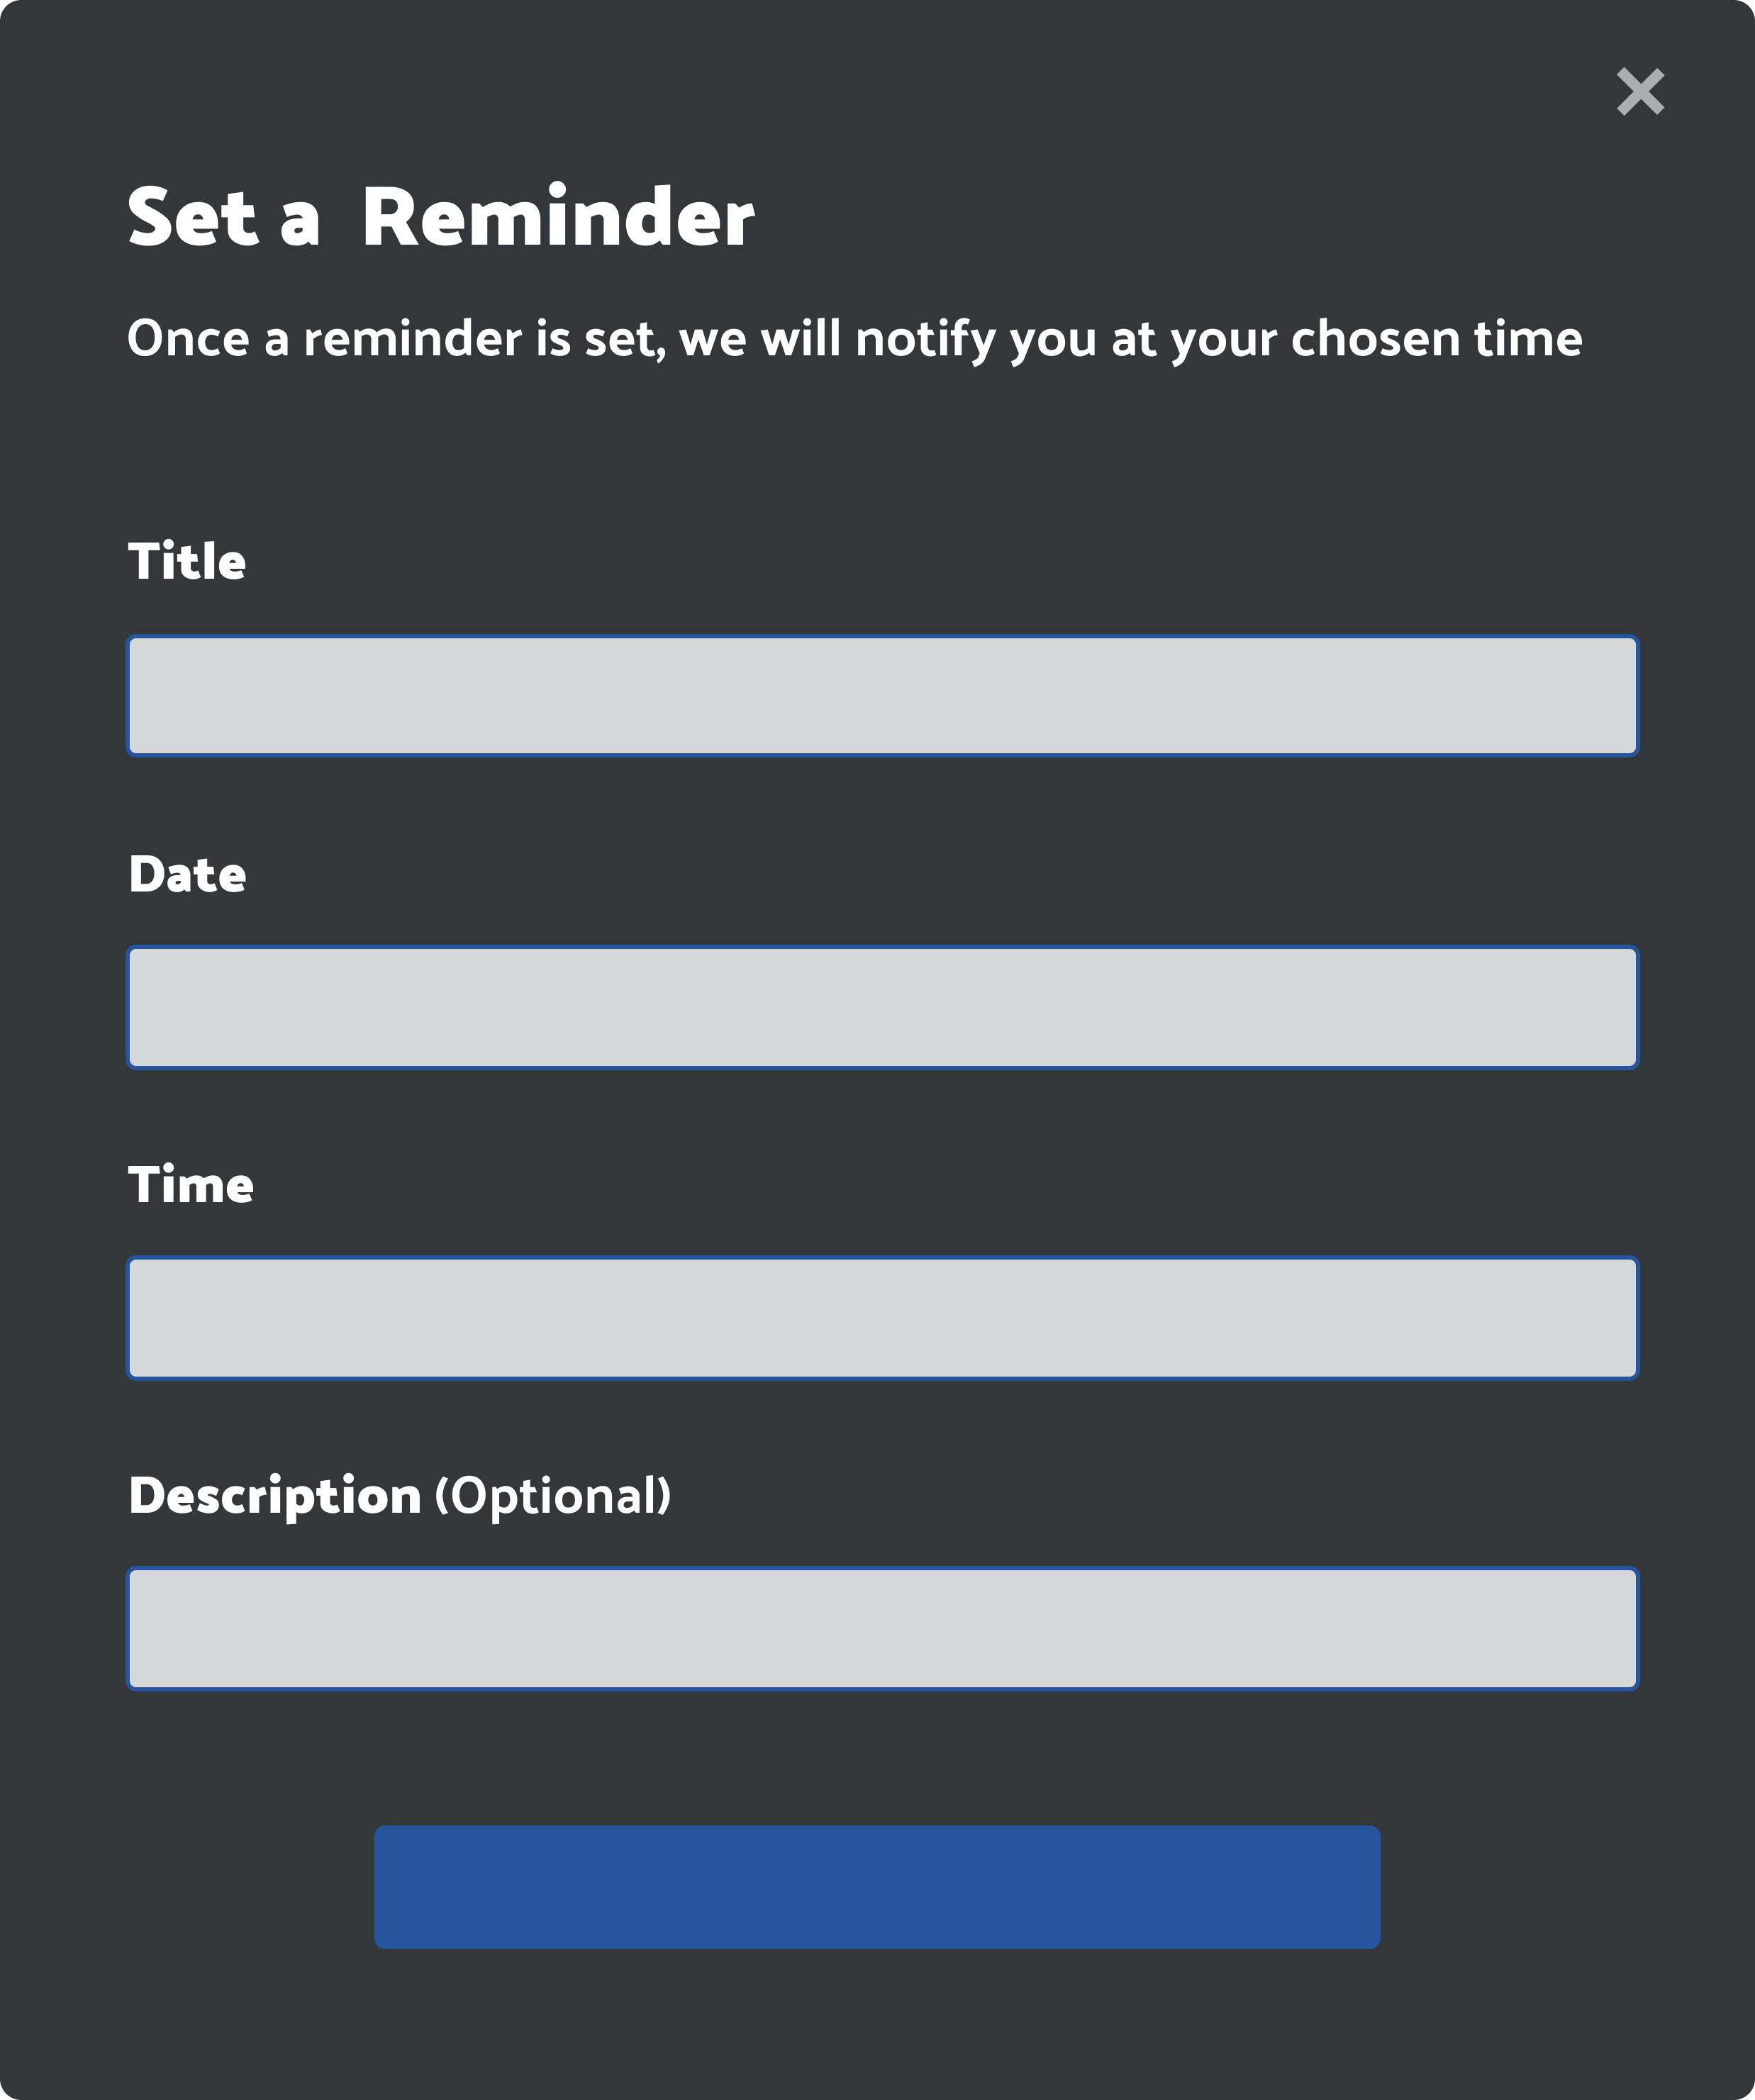 Set a Reminder
Once a reminder is set, we will notify you at your chosen time
Title
Date
Time
Description (Optional)